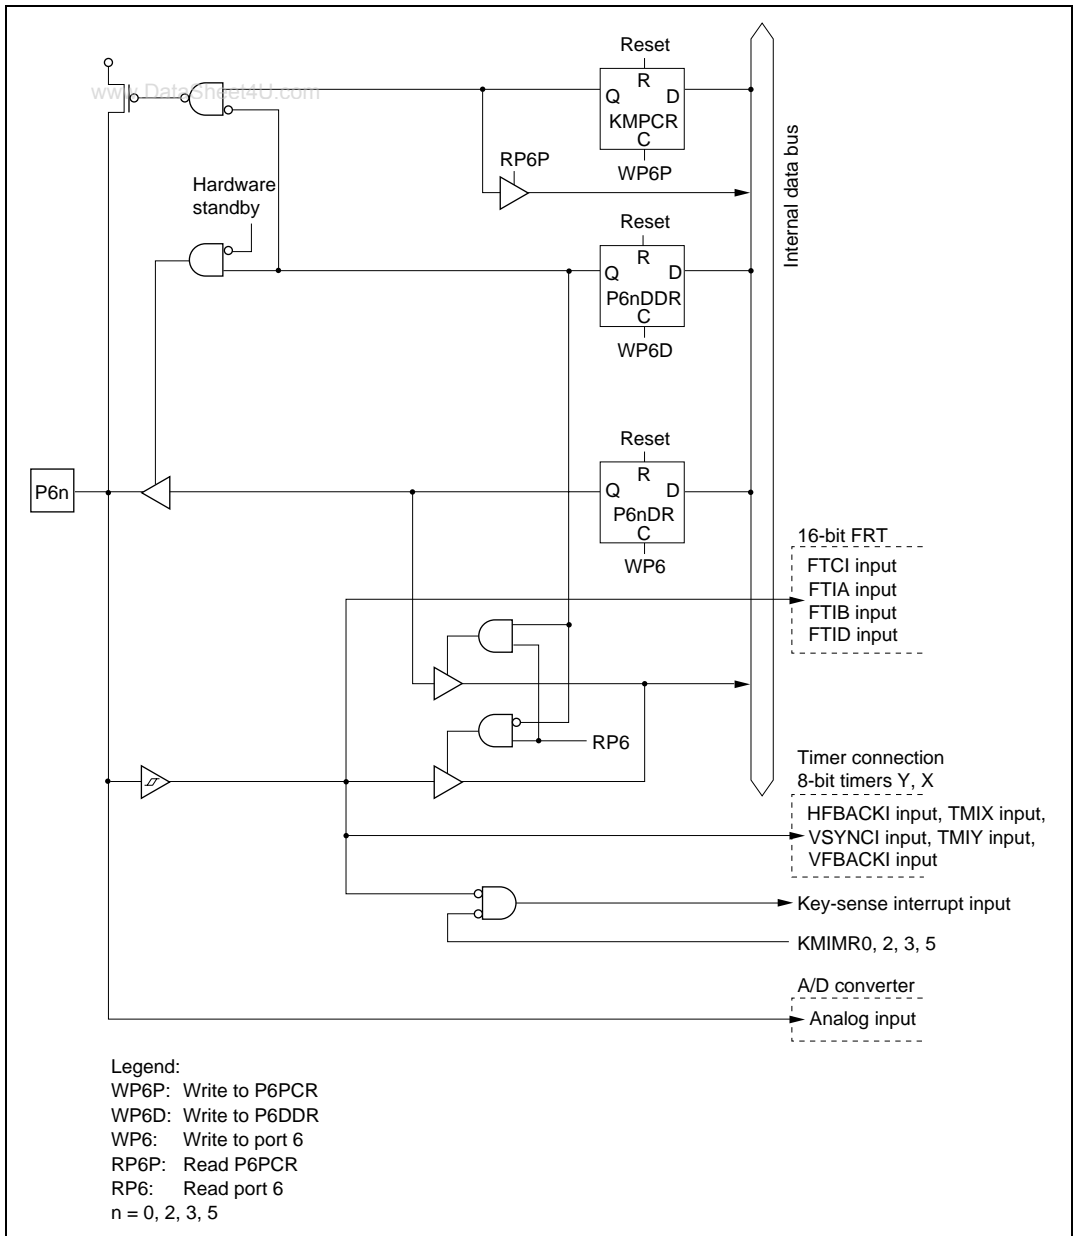 www.DataSheet4U.com
Reset
R
Q D
KMPCR
C
WP6P
RP6P
Hardware
standby
Internal data bus
Reset
R
Q D
P6nDDR
C
WP6D
Reset
R
Q D
P6nDR
C
WP6
P6n
16-bit FRT
FTCI input
FTIA input
FTIB input
FTID input
RP6
Timer connection
8-bit timers Y, X
HFBACKI input, TMIX input,
VSYNCI input, TMIY input,
VFBACKI input
Key-sense interrupt input
KMIMR0, 2, 3, 5
A/D converter
Analog input
Legend:
WP6P: Write to P6PCR
WP6D: Write to P6DDR
WP6: Write to port 6
RP6P: Read P6PCR
RP6: Read port 6
n = 0, 2, 3, 5